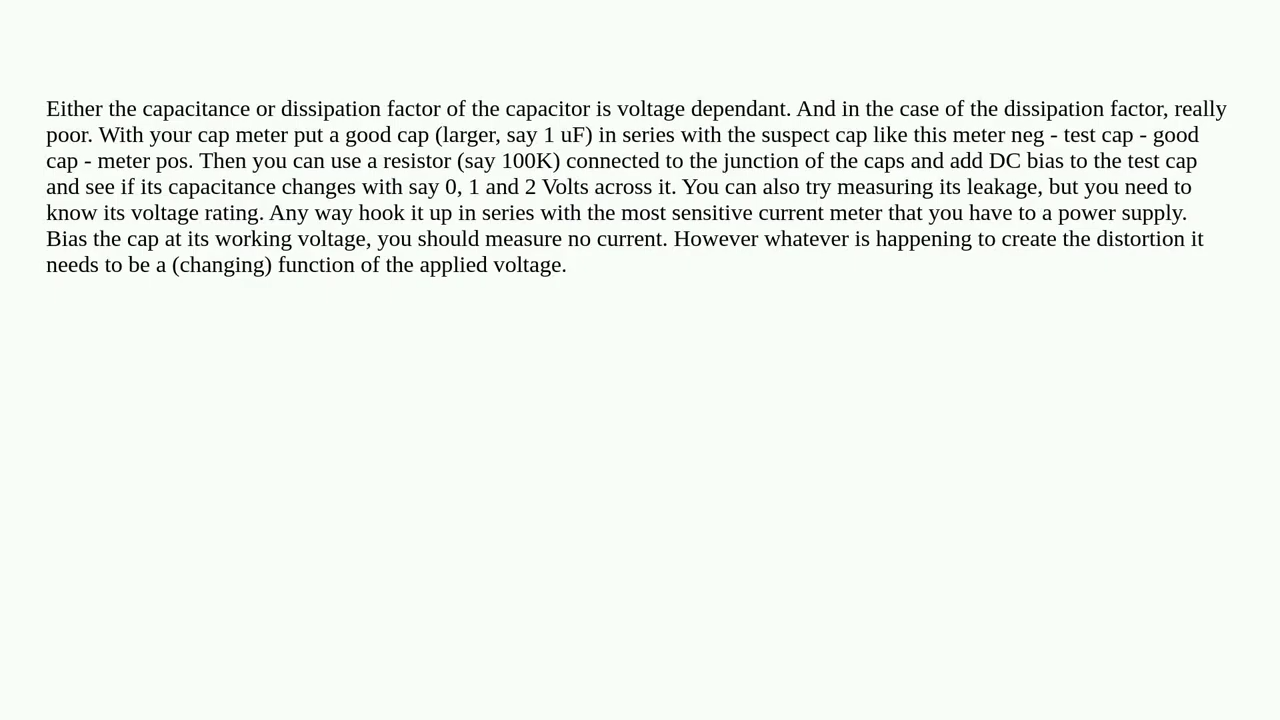 Either the capacitance or dissipation factor of the capacitor is voltage dependant. And in the case of the dissipation factor, really
poor. With your cap meter put a good cap (larger, say 1 uF) in series with the suspect cap like this meter neg - test cap - good
cap - meter pos. Then you can use a resistor (say 100K) connected to the junction of the caps and add DC bias to the test cap
and see if its capacitance changes with say 0, 1 and 2 Volts across it. You can also try measuring its leakage, but you need to
know its voltage rating. Any way hook it up in series with the most sensitive current meter that you have to a power supply.
Bias the cap at its working voltage, you should measure no current. However whatever is happening to create the distortion it
needs to be a (changing) function of the applied voltage.